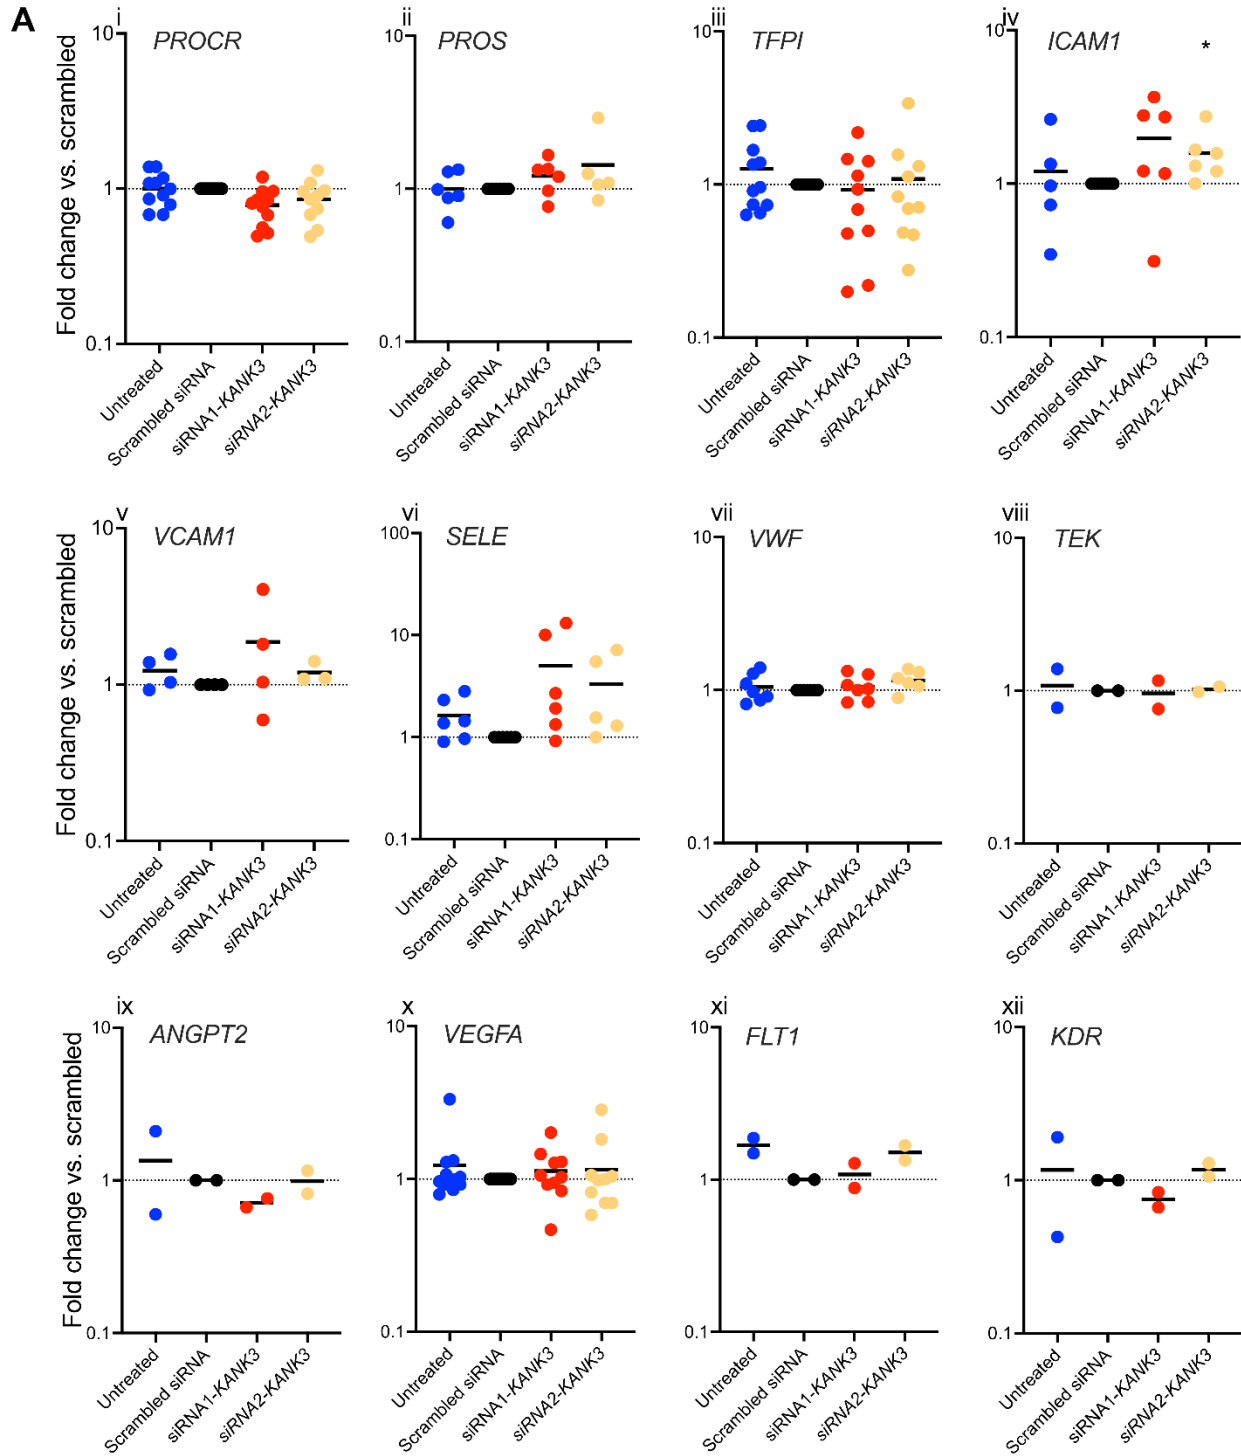 A
i
PROCR
Fold change vs. scrambled
10
1
0.1
Untreated
Scrambled siRNA
siRNA1-KANK3
siRNA2-KANK3
ii
PROS
10
1
0.1
Untreated
Scrambled siRNA
siRNA1-KANK3
siRNA2-KANK3
iii
TFPI
10
1
0.1
Untreated
Scrambled siRNA
siRNA1-KANK3
siRNA2-KANK3
iv
ICAM1
*
10
1
0.1
Untreated
Scrambled siRNA
siRNA1-KANK3
siRNA2-KANK3
v
VCAM1
Fold change vs. scrambled
10
1
0.1
Untreated
Scrambled siRNA
siRNA1-KANK3
siRNA2-KANK3
vi
SELE
100
10
1
0.1
Untreated
Scrambled siRNA
siRNA1-KANK3
siRNA2-KANK3
vii
VWF
10
1
0.1
Untreated
Scrambled siRNA
siRNA1-KANK3
siRNA2-KANK3
viii
TEK
10
1
0.1
Untreated
Scrambled siRNA
siRNA1-KANK3
siRNA2-KANK3
ix
ANGPT2
Fold change vs. scrambled
10
1
0.1
Untreated
Scrambled siRNA
siRNA1-KANK3
siRNA2-KANK3
x
VEGFA
10
1
0.1
Untreated
Scrambled siRNA
siRNA1-KANK3
siRNA2-KANK3
xi
FLT1
10
1
0.1
Untreated
Scrambled siRNA
siRNA1-KANK3
siRNA2-KANK3
xii
KDR
10
1
0.1
Untreated
Scrambled siRNA
siRNA1-KANK3
siRNA2-KANK3